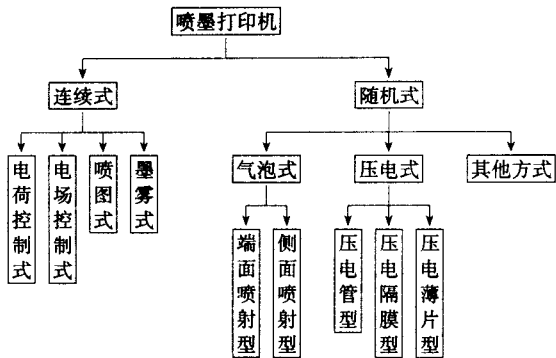 喷墨打印机
连续式
随机式
电荷控制式
电场控制式
喷图式
墨雾式
气泡式
压电式
其他方式
端面喷射型
侧面喷射型
压电管型
压电隔膜型
压电薄片型